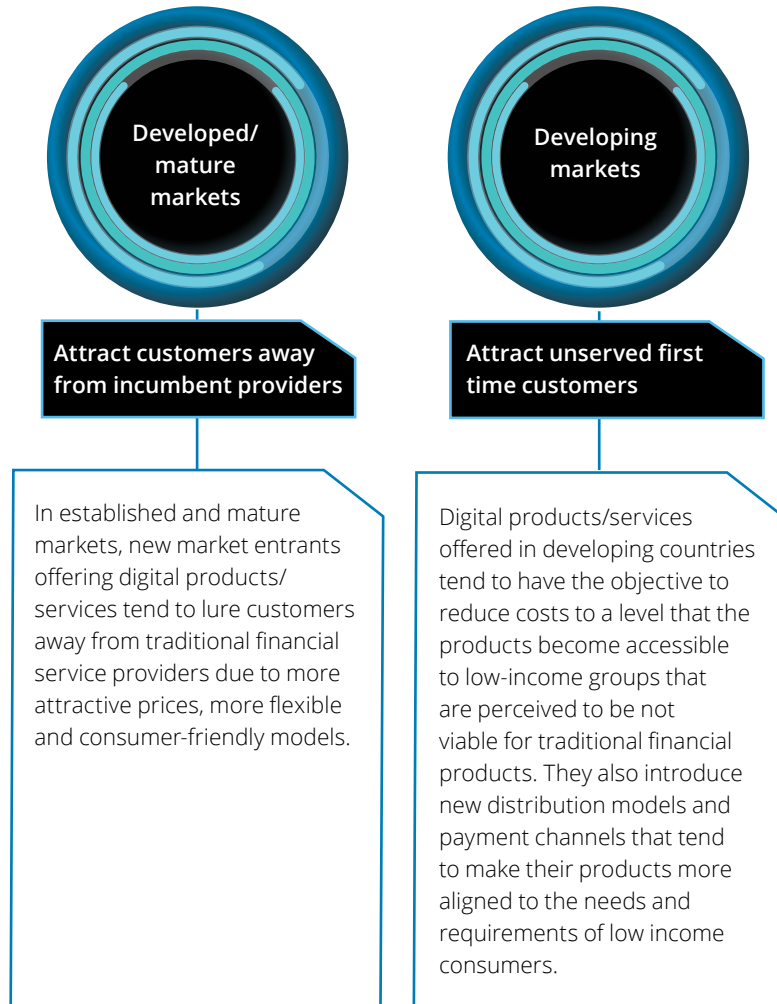 Developed/
mature
markets
Attract customers away
from incumbent providers
In established and mature
markets, new market entrants
offering digital products/
services tend to lure customers
away from traditional financial
service providers due to more
attractive prices, more flexible
and consumer-friendly models.
Developing
markets
Attract unserved first
time customers
Digital products/services
offered in developing countries
tend to have the objective to
reduce costs to a level that the
products become accessible
to low-income groups that
are perceived to be not
viable for traditional financial
products. They also introduce
new distribution models and
payment channels that tend
to make their products more
aligned to the needs and
requirements of low income
consumers.